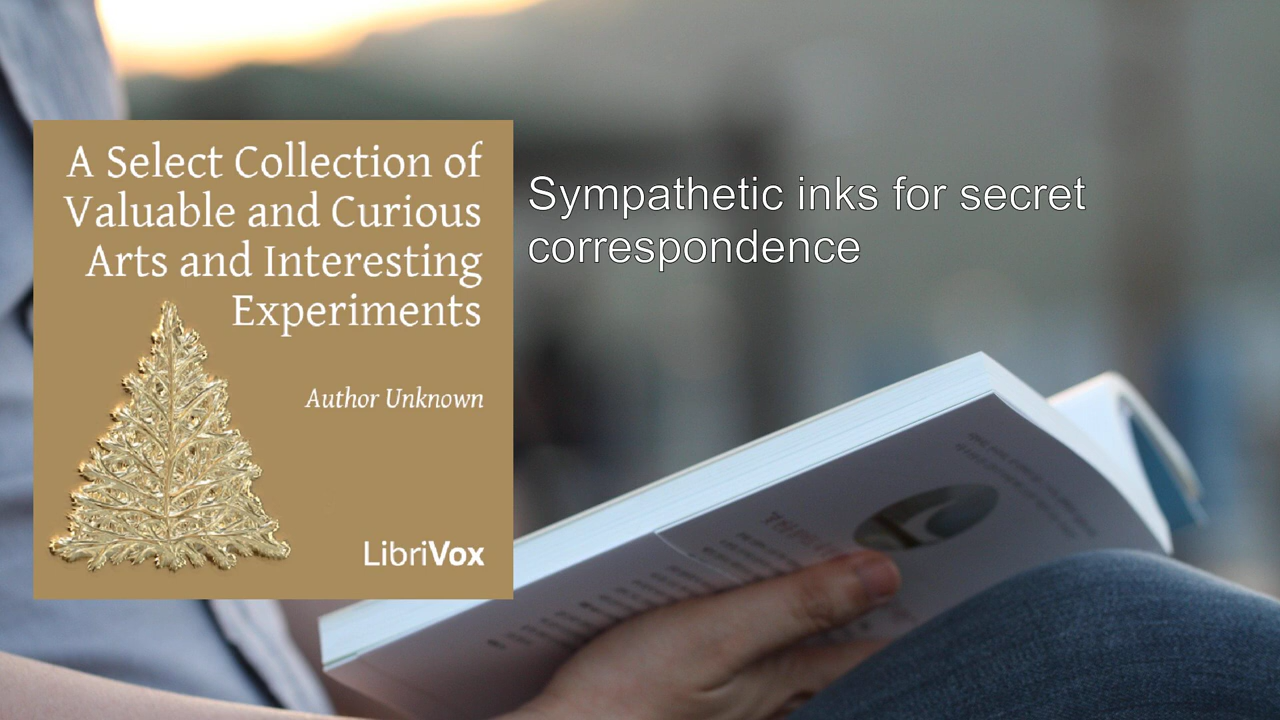 A Select Collection of
Valuable and Curious
Arts and Interesting
Experiments
Author Unknown
LibriVox
Sympathetic inks for secret
correspondence